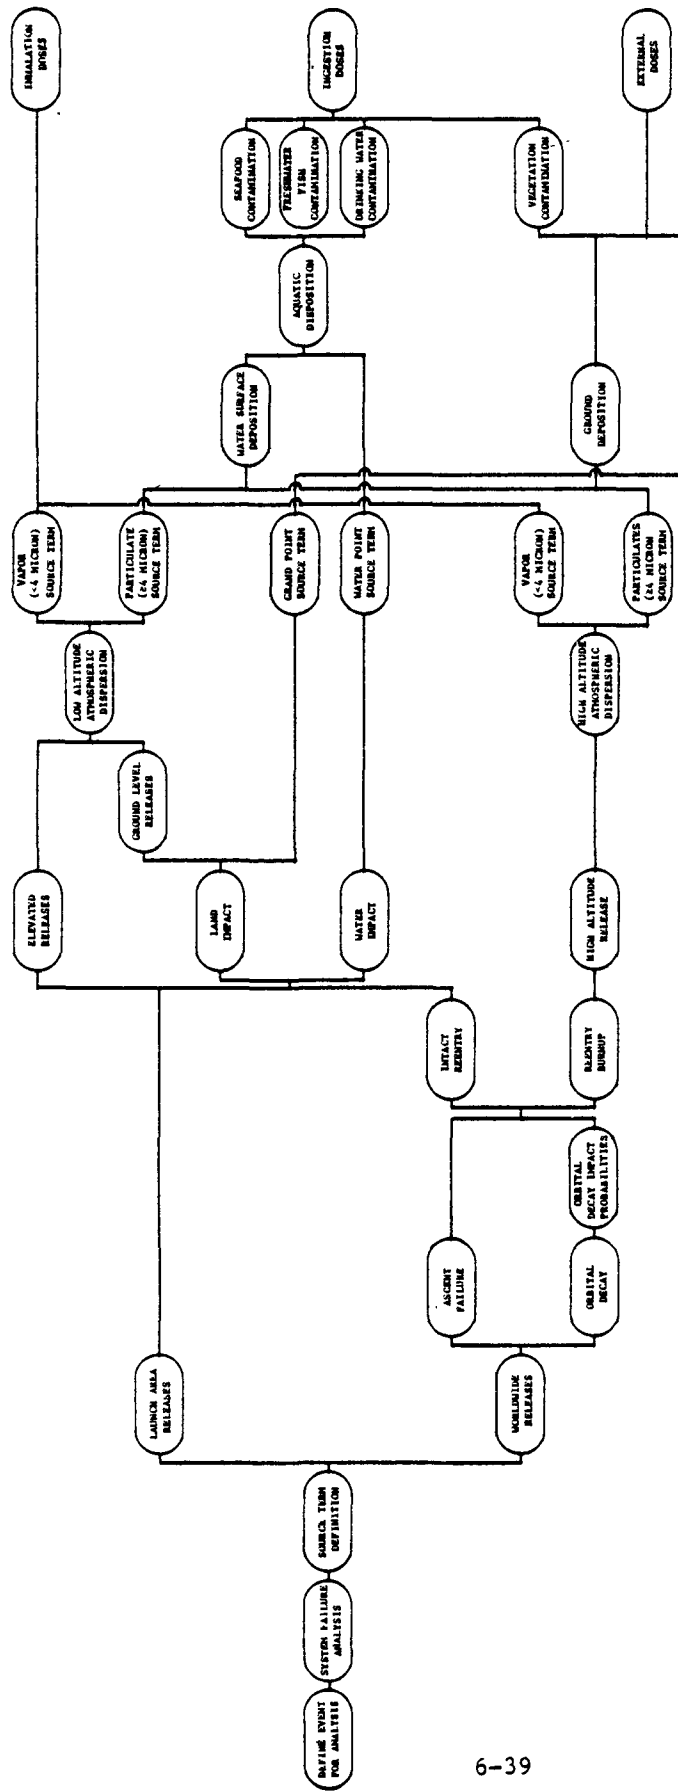 DEFINE EVENT
FOR ANALYSIS
SYSTEM FAILURE
ANALYSIS
SOURCE TERM
DEFINITION
LAUNCH AREA
RELEASES
WORLDWIDE
RELEASES
ASCENT
FAILURE
ORBITAL
DECAY
ORBITAL
DECAY IMPACT
PROBABILITIES
INTACT
REENTRY
REENTRY
BURNUP
ELEVATED
RELEASES
LAND
IMPACT
WATER
IMPACT
HIGH ALTITUDE
RELEASE
GROUND LEVEL
RELEASES
LOW ALTITUDE
ATMOSPHERIC
DISPERSION
HIGH ALTITUDE
ATMOSPHERIC
DISPERSION
VAPOR
(<4 MICRON)
SOURCE TERM
PARTICULATE
(≥4 MICRON)
SOURCE TERM
GRAND POINT
SOURCE TERM
WATER POINT
SOURCE TERM
VAPOR
(<4 MICRON)
SOURCE TERM
PARTICULATES
(≥4 MICRON
SOURCE TERM
WATER SURFACE
DEPOSITION
GROUND
DEPOSITION
AQUATIC
DISPOSITION
SEAFOOD
CONTAMINATION
FRESHWATER
FISH
CONTAMINATION
DRINKING WATER
CONTAMINATION
VEGETATION
CONTAMINATION
INHALATION
DOSES
INGESTION
DOSES
EXTERNAL
DOSES
6-39